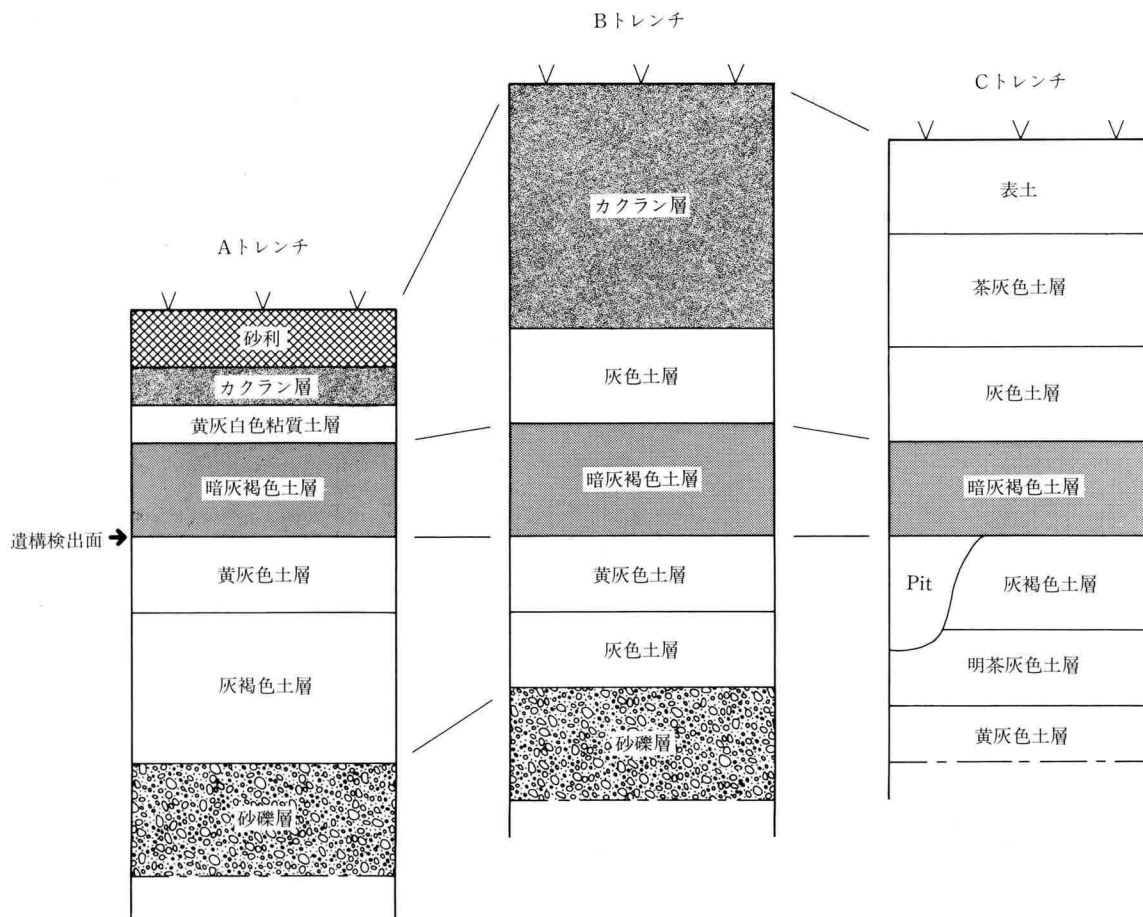 Aトレンチ
砂利
カクラン層
黄灰白色粘質土層
暗灰褐色土層
遺構検出面
黄灰色土層
灰褐色土層
砂礫層
Bトレンチ
カクラン層
灰色土層
暗灰褐色土層
黄灰色土層
灰色土層
砂礫層
Cトレンチ
表土
茶灰色土層
灰色土層
暗灰褐色土層
Pit
灰褐色土層
明茶灰色土層
黄灰色土層